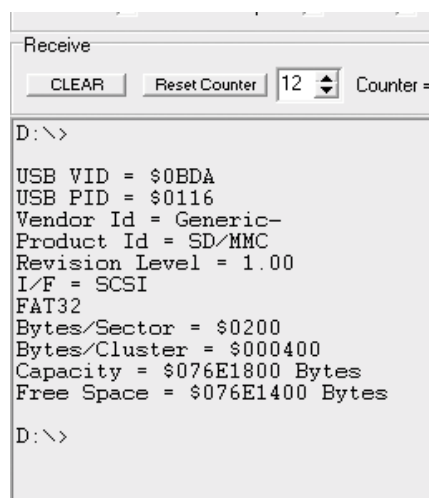 Receive
CLEAR Reset Counter 12 Counter =
D:\>
USB VID = $0BDA
USB PID = $0116
Vendor Id = Generic-
Product Id = SD/MMC
Revision Level = 1.00
I/F = SCSI
FAT32
Bytes/Sector = $0200
Bytes/Cluster = $000400
Capacity = $076E1800 Bytes
Free Space = $076E1400 Bytes
D:\>